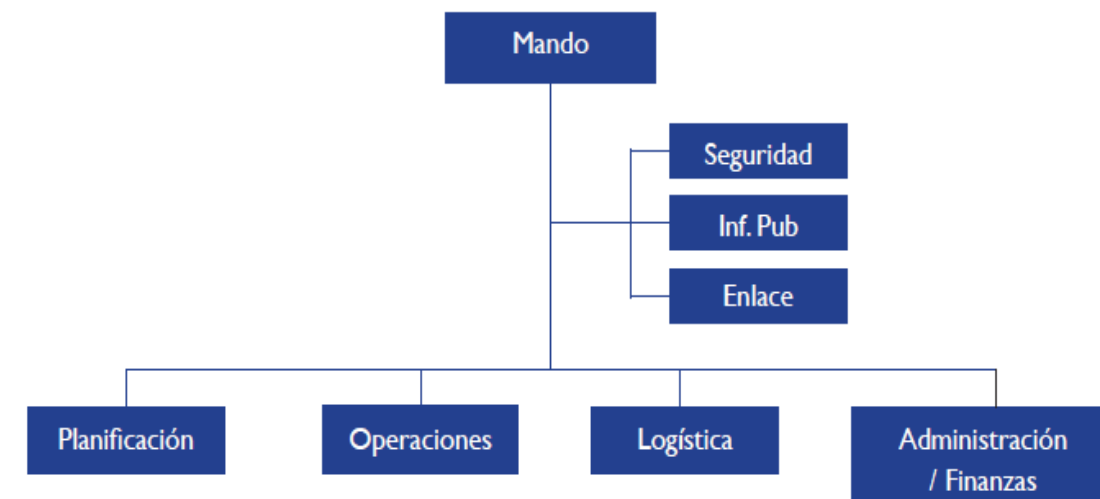 Mando
Seguridad
Inf. Pub
Enlace
Planificación
Operaciones
Logística
Administración
/ Finanzas